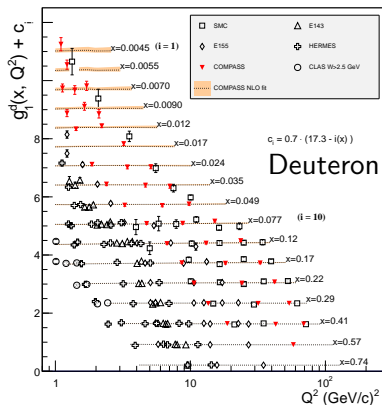 g₁ᵈ(x, Q²) + cᵢ
10
8
6
4
2
0
1
10
10²
Q² (GeV/c)²
SMC
E143
E155
HERMES
COMPASS
CLAS W>2.5 GeV
COMPASS NLO fit
cᵢ = 0.7 · (17.3 - i(x) )
Deuteron
x=0.0045 (i = 1)
x=0.0055
x=0.0070
x=0.0090
x=0.012
x=0.017
x=0.024
x=0.035
x=0.049
x=0.077 (i = 10)
x=0.12
x=0.17
x=0.22
x=0.29
x=0.41
x=0.57
x=0.74